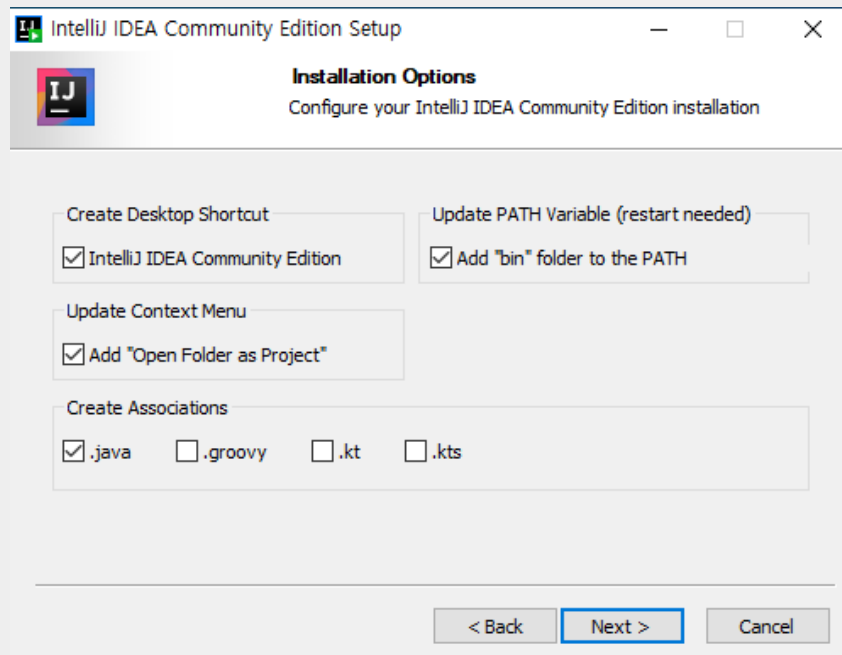 IntelliJ IDEA Community Edition Setup
IJ
Installation Options
Configure your IntelliJ IDEA Community Edition installation
Create Desktop Shortcut
IntelliJ IDEA Community Edition
Update PATH Variable (restart needed)
Add "bin" folder to the PATH
Update Context Menu
Add "Open Folder as Project"
Create Associations
.java .groovy .kt .kts
< Back Next > Cancel